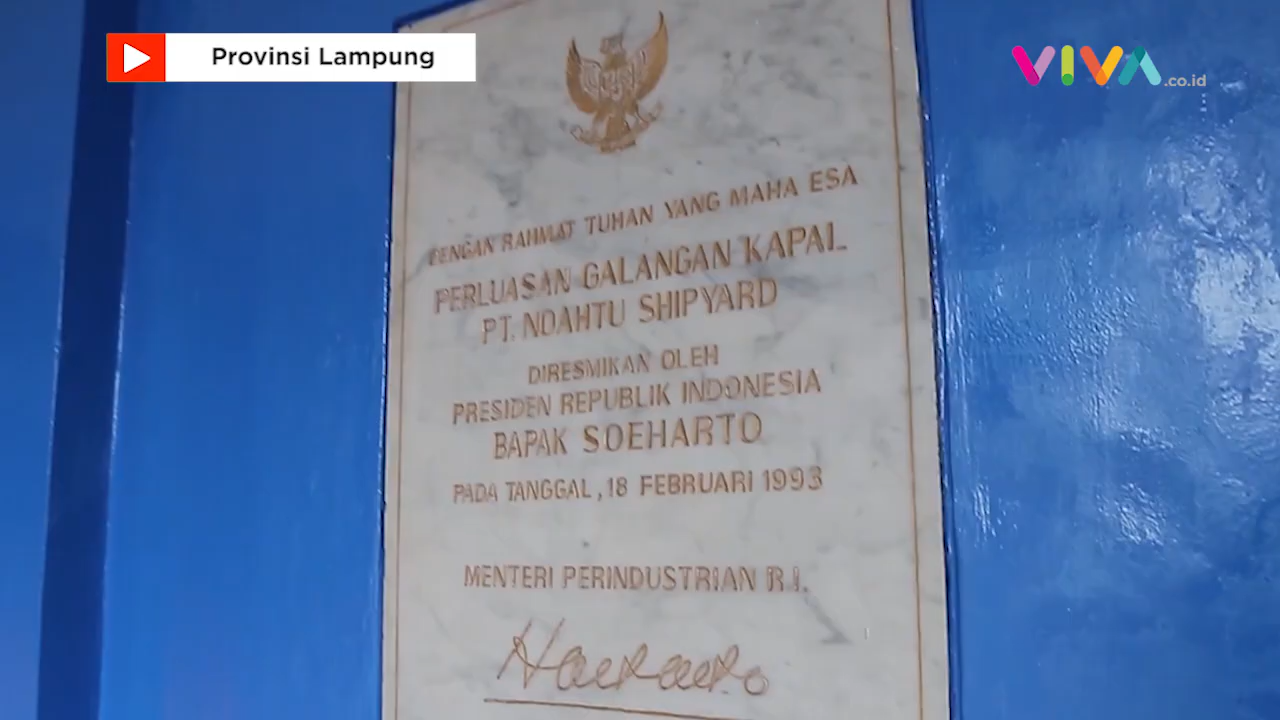 Provinsi Lampung
VIVA.co.id
DENGAN RAHMAT TUHAN YANG MAHA ESA
PERLUASAN GALANGAN KAPAL
PT. NOAHTU SHIPYARD
DIRESMIKAN OLEH
PRESIDEN REPUBLIK INDONESIA
BAPAK SOEHARTO
PADA TANGGAL, 18 FEBRUARI 1993
MENTERI PERINDUSTRIAN R.I.